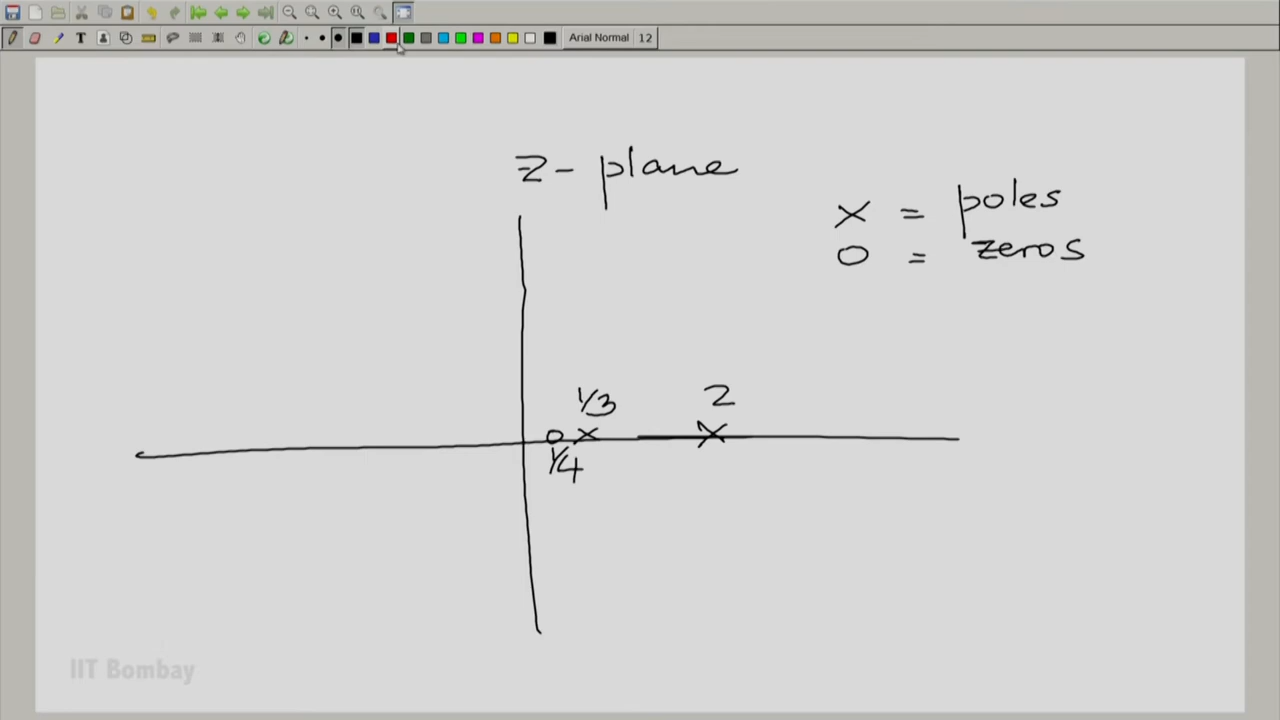 Arial Normal 12
Z - plane
X = poles
O = zeros
1/3
2
1/4
IIT Bombay